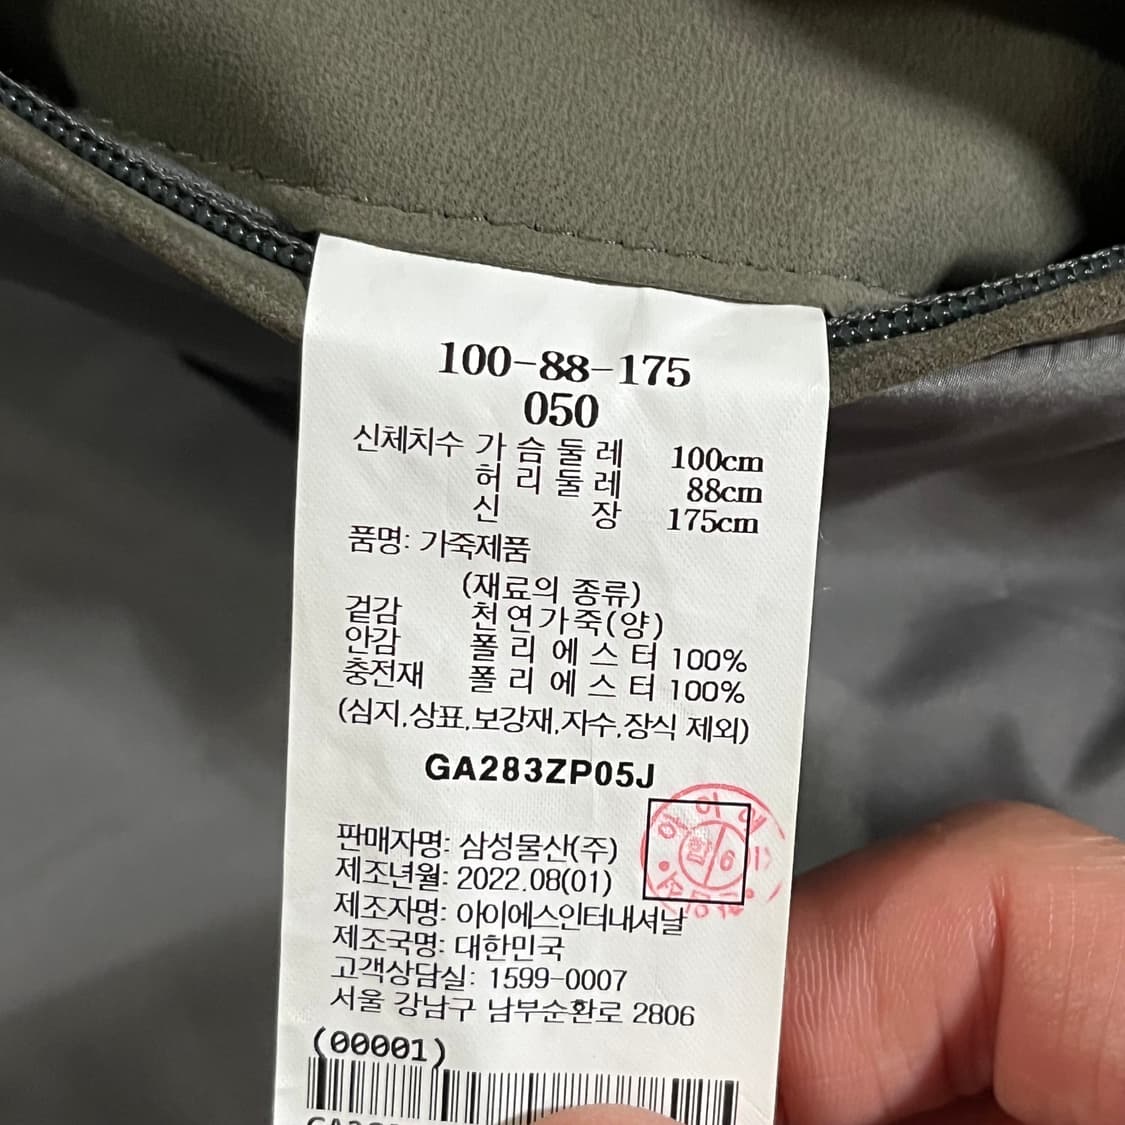 100-88-175
050
신체치수 가슴둘레 100cm
허리둘레 88cm
신장 175cm
품명: 가죽제품
(재료의 종류)
겉감 천연가죽(양)
안감 폴리에스터 100%
충전재 폴리에스터 100%
(심지,상표,보강재,자수,장식 제외)
GA283ZP05J
판매자명: 삼성물산(주)
제조년월: 2022.08(01)
제조자명: 아이에스인터내셔날
제조국명: 대한민국
고객상담실: 1599-0007
서울 강남구 남부순환로 2806
(00001)